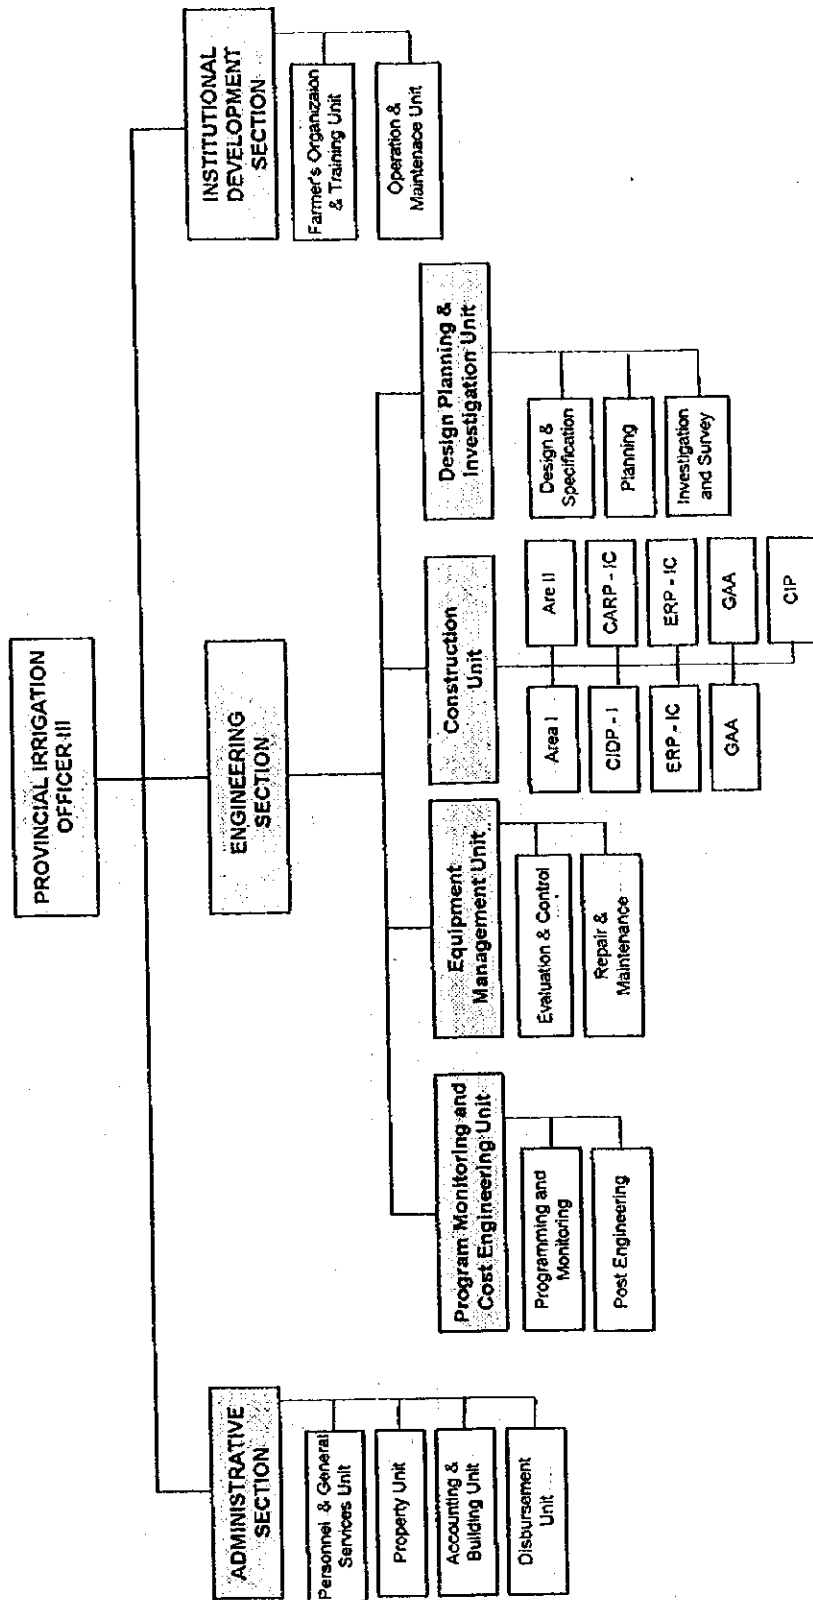 PROVINCIAL IRRIGATION
OFFICER-III
ADMINISTRATIVE
SECTION
Personnel & General
Services Unit
Property Unit
Accounting &
Building Unit
Disbursement
Unit
ENGINEERING
SECTION
Program Monitoring and
Cost Engineering Unit
Programming and
Monitoring
Post Engineering
Equipment
Management Unit
Evaluation & Control
Repair &
Maintenance
Construction
Unit
Area I
Are II
CIDP - I
CARP - IC
ERP - IC
ERP - IC
GAA
GAA
CIP
Design Planning &
Investigation Unit
Design &
Specification
Planning
Investigation
and Survey
INSTITUTIONAL
DEVELOPMENT
SECTION
Farmer's Organizaion
& Training Unit
Operation &
Maintenace Unit